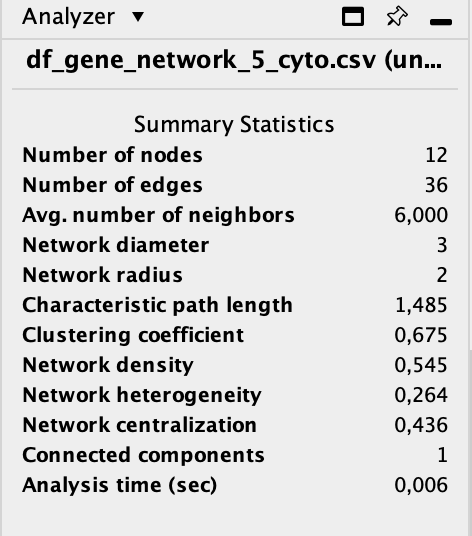 Analyzer ▼
df_gene_network_5_cyto.csv (un...
Summary Statistics
Number of nodes 12
Number of edges 36
Avg. number of neighbors 6,000
Network diameter 3
Network radius 2
Characteristic path length 1,485
Clustering coefficient 0,675
Network density 0,545
Network heterogeneity 0,264
Network centralization 0,436
Connected components 1
Analysis time (sec) 0,006